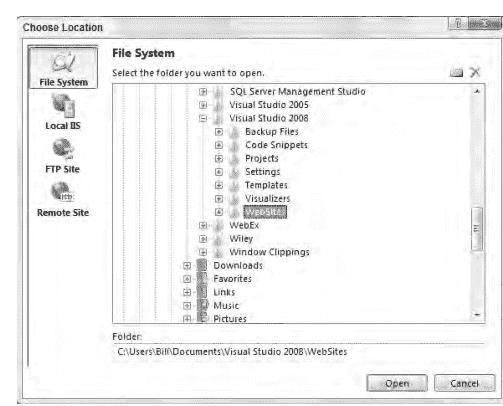 Choose Location
File System
Local IIS
FTP Site
Remote Site
File System
Select the folder you want to open.
SQL Server Management Studio
Visual Studio 2005
Visual Studio 2008
Backup Files
Code Snippets
Projects
Settings
Templates
Visualizers
WebSites
WebEx
Wiley
Window Clippings
Downloads
Favorites
Links
Music
Pictures
Folder:
C:\Users\Bill\Documents\Visual Studio 2008\WebSites
Open
Cancel